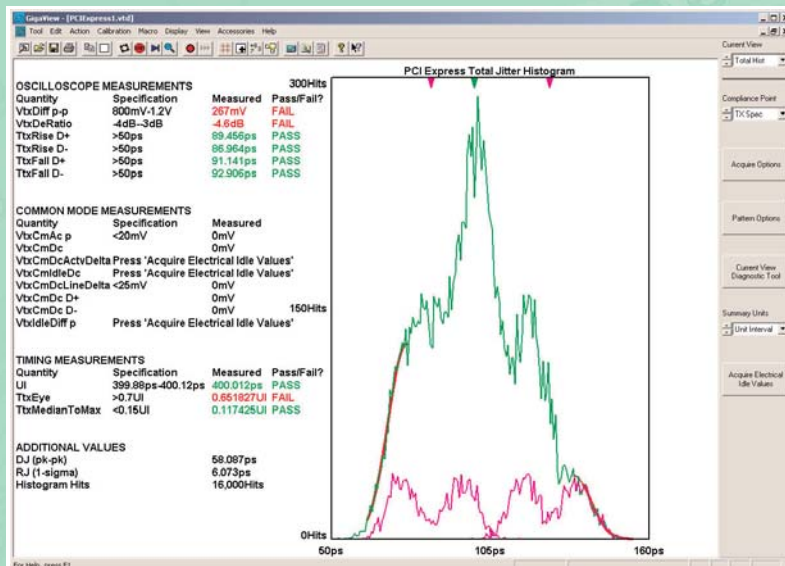 GigaView - [PCIExpress1.vtd]
Tool Edit Action Calibration Macro Display View Accessories Help
OSCILLOSCOPE MEASUREMENTS
Quantity Specification Measured Pass/Fail?
VtxDiff p-p 800mV-1.2V 267mV FAIL
VtxDeRatio -4dB--3dB -4.6dB FAIL
TtxRise D+ >50ps 89.456ps PASS
TtxRise D- >50ps 86.964ps PASS
TtxFall D+ >50ps 91.141ps PASS
TtxFall D- >50ps 92.906ps PASS
COMMON MODE MEASUREMENTS
Quantity Specification Measured
VtxCmAc p <20mV 0mV
VtxCmDc 0mV
VtxCmDcActvDelta Press 'Acquire Electrical Idle Values'
VtxCmIdleDc Press 'Acquire Electrical Idle Values'
VtxCmDcLineDelta <25mV 0mV
VtxCmDc D+ 0mV
VtxCmDc D- 0mV
VtxIdleDiff p Press 'Acquire Electrical Idle Values'
TIMING MEASUREMENTS
Quantity Specification Measured Pass/Fail?
UI 399.88ps-400.12ps 400.012ps PASS
TtxEye >0.7UI 0.651827UI FAIL
TtxMedianToMax <0.15UI 0.117425UI PASS
ADDITIONAL VALUES
DJ (pk-pk) 58.087ps
RJ (1-sigma) 6.073ps
Histogram Hits 16,000Hits
PCI Express Total Jitter Histogram
300Hits
150Hits
0Hits
50ps 105ps 160ps
Current View
Total Hist
Compliance Point
TX Spec
Acquire Options
Pattern Options
Current View
Diagnostic Tool
Summary Units
Unit Interval
Acquire Electrical
Idle Values
For Help, press F1